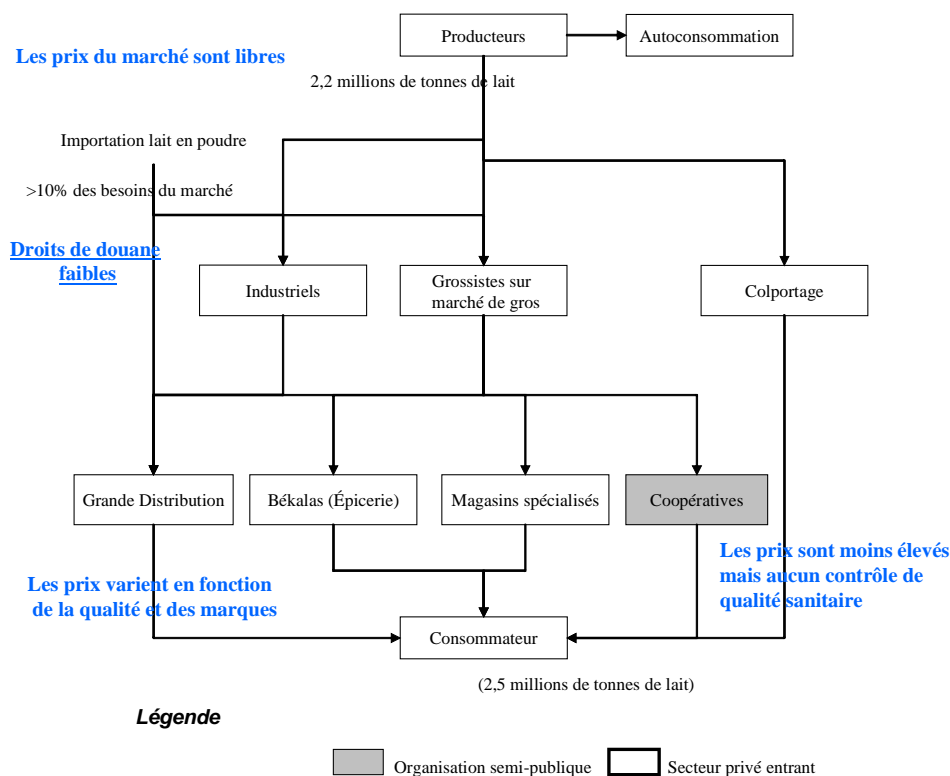 Producteurs
Autoconsommation
Les prix du marché sont libres
2,2 millions de tonnes de lait
Importation lait en poudre
>10% des besoins du marché
Droits de douane
faibles
Industriels
Grossistes sur
marché de gros
Colportage
Grande Distribution
Békalas (Épicerie)
Magasins spécialisés
Coopératives
Les prix sont moins élevés
mais aucun contrôle de
qualité sanitaire
Les prix varient en fonction
de la qualité et des marques
Consommateur
(2,5 millions de tonnes de lait)
Légende
Organisation semi-publique
Secteur privé entrant